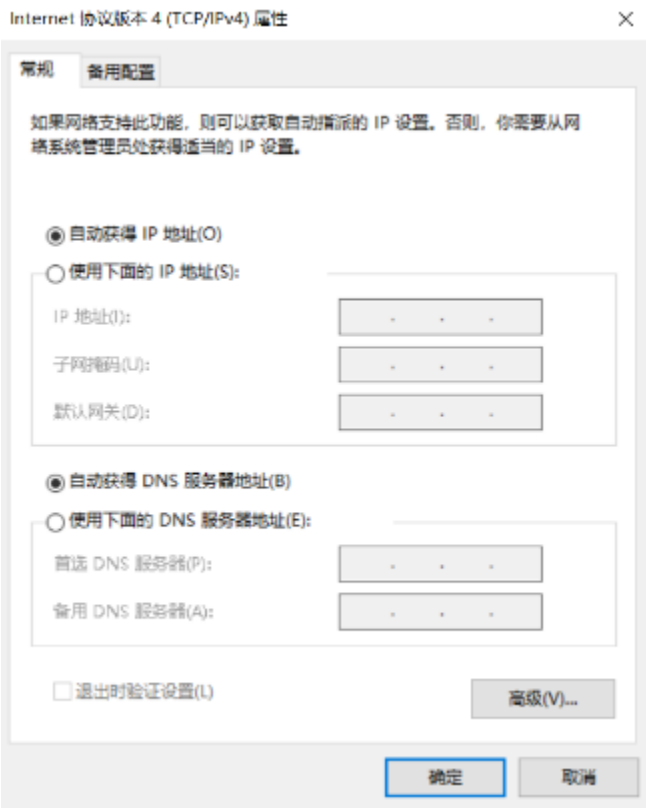 Internet 协议版本 4 (TCP/IPv4) 属性
常规 备用配置
如果网络支持此功能，则可以获取自动指派的 IP 设置。否则，你需要从网
络系统管理员处获得适当的 IP 设置。
自动获得 IP 地址(O)
使用下面的 IP 地址(S):
IP 地址(I):
子网掩码(U):
默认网关(D):
自动获得 DNS 服务器地址(B)
使用下面的 DNS 服务器地址(E):
首选 DNS 服务器(P):
备用 DNS 服务器(A):
退出时验证设置(L)
高级(V)...
确定 取消